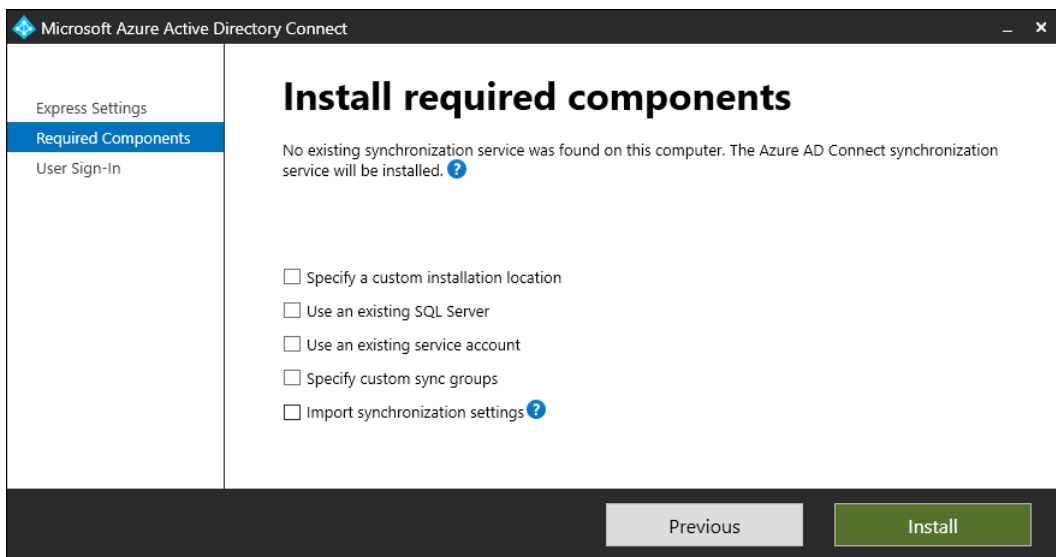 Microsoft Azure Active Directory Connect
Express Settings
Required Components
User Sign-In
Install required components
No existing synchronization service was found on this computer. The Azure AD Connect synchronization
service will be installed. ?
Specify a custom installation location
Use an existing SQL Server
Use an existing service account
Specify custom sync groups
Import synchronization settings ?
Previous
Install